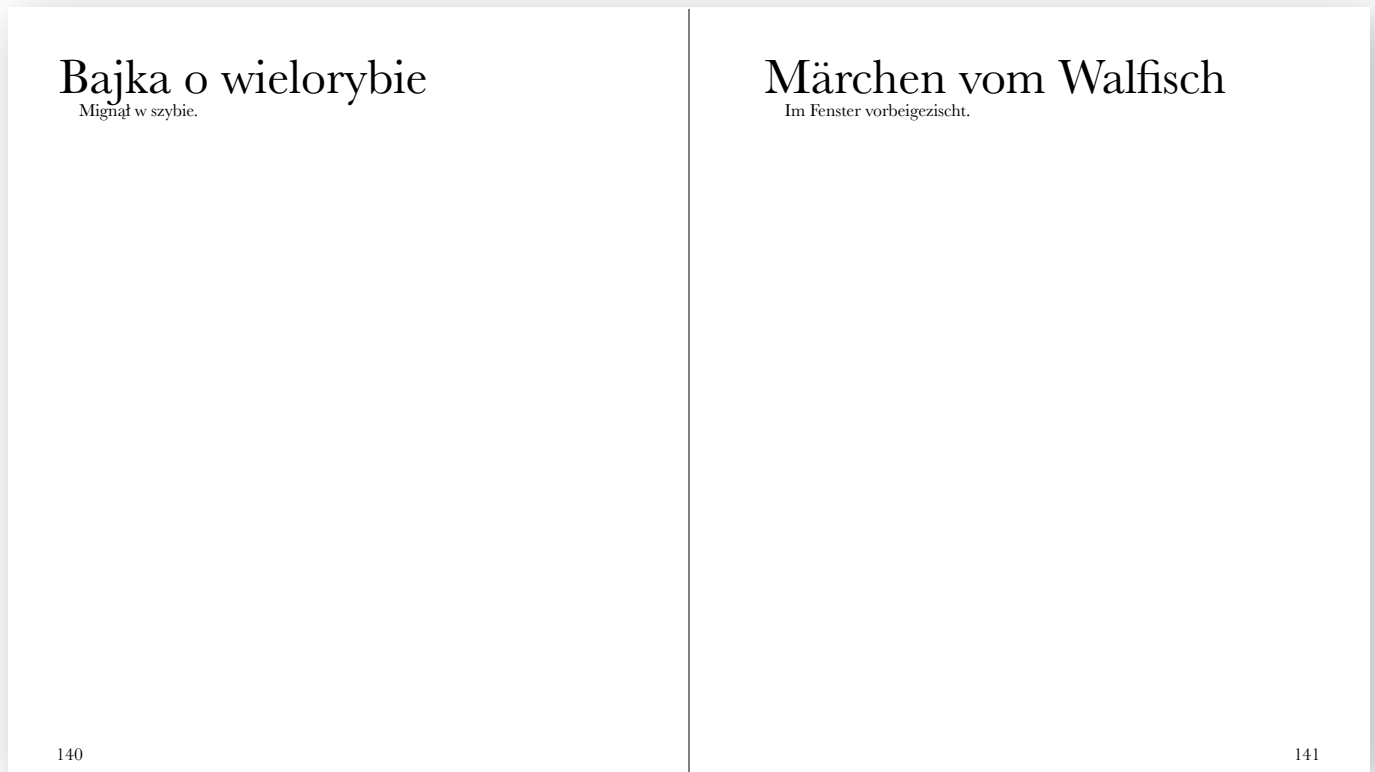 Bajka o wielorybie
Mignął w szybie.
140
Märchen vom Walfisch
Im Fenster vorbeigezischt.
141